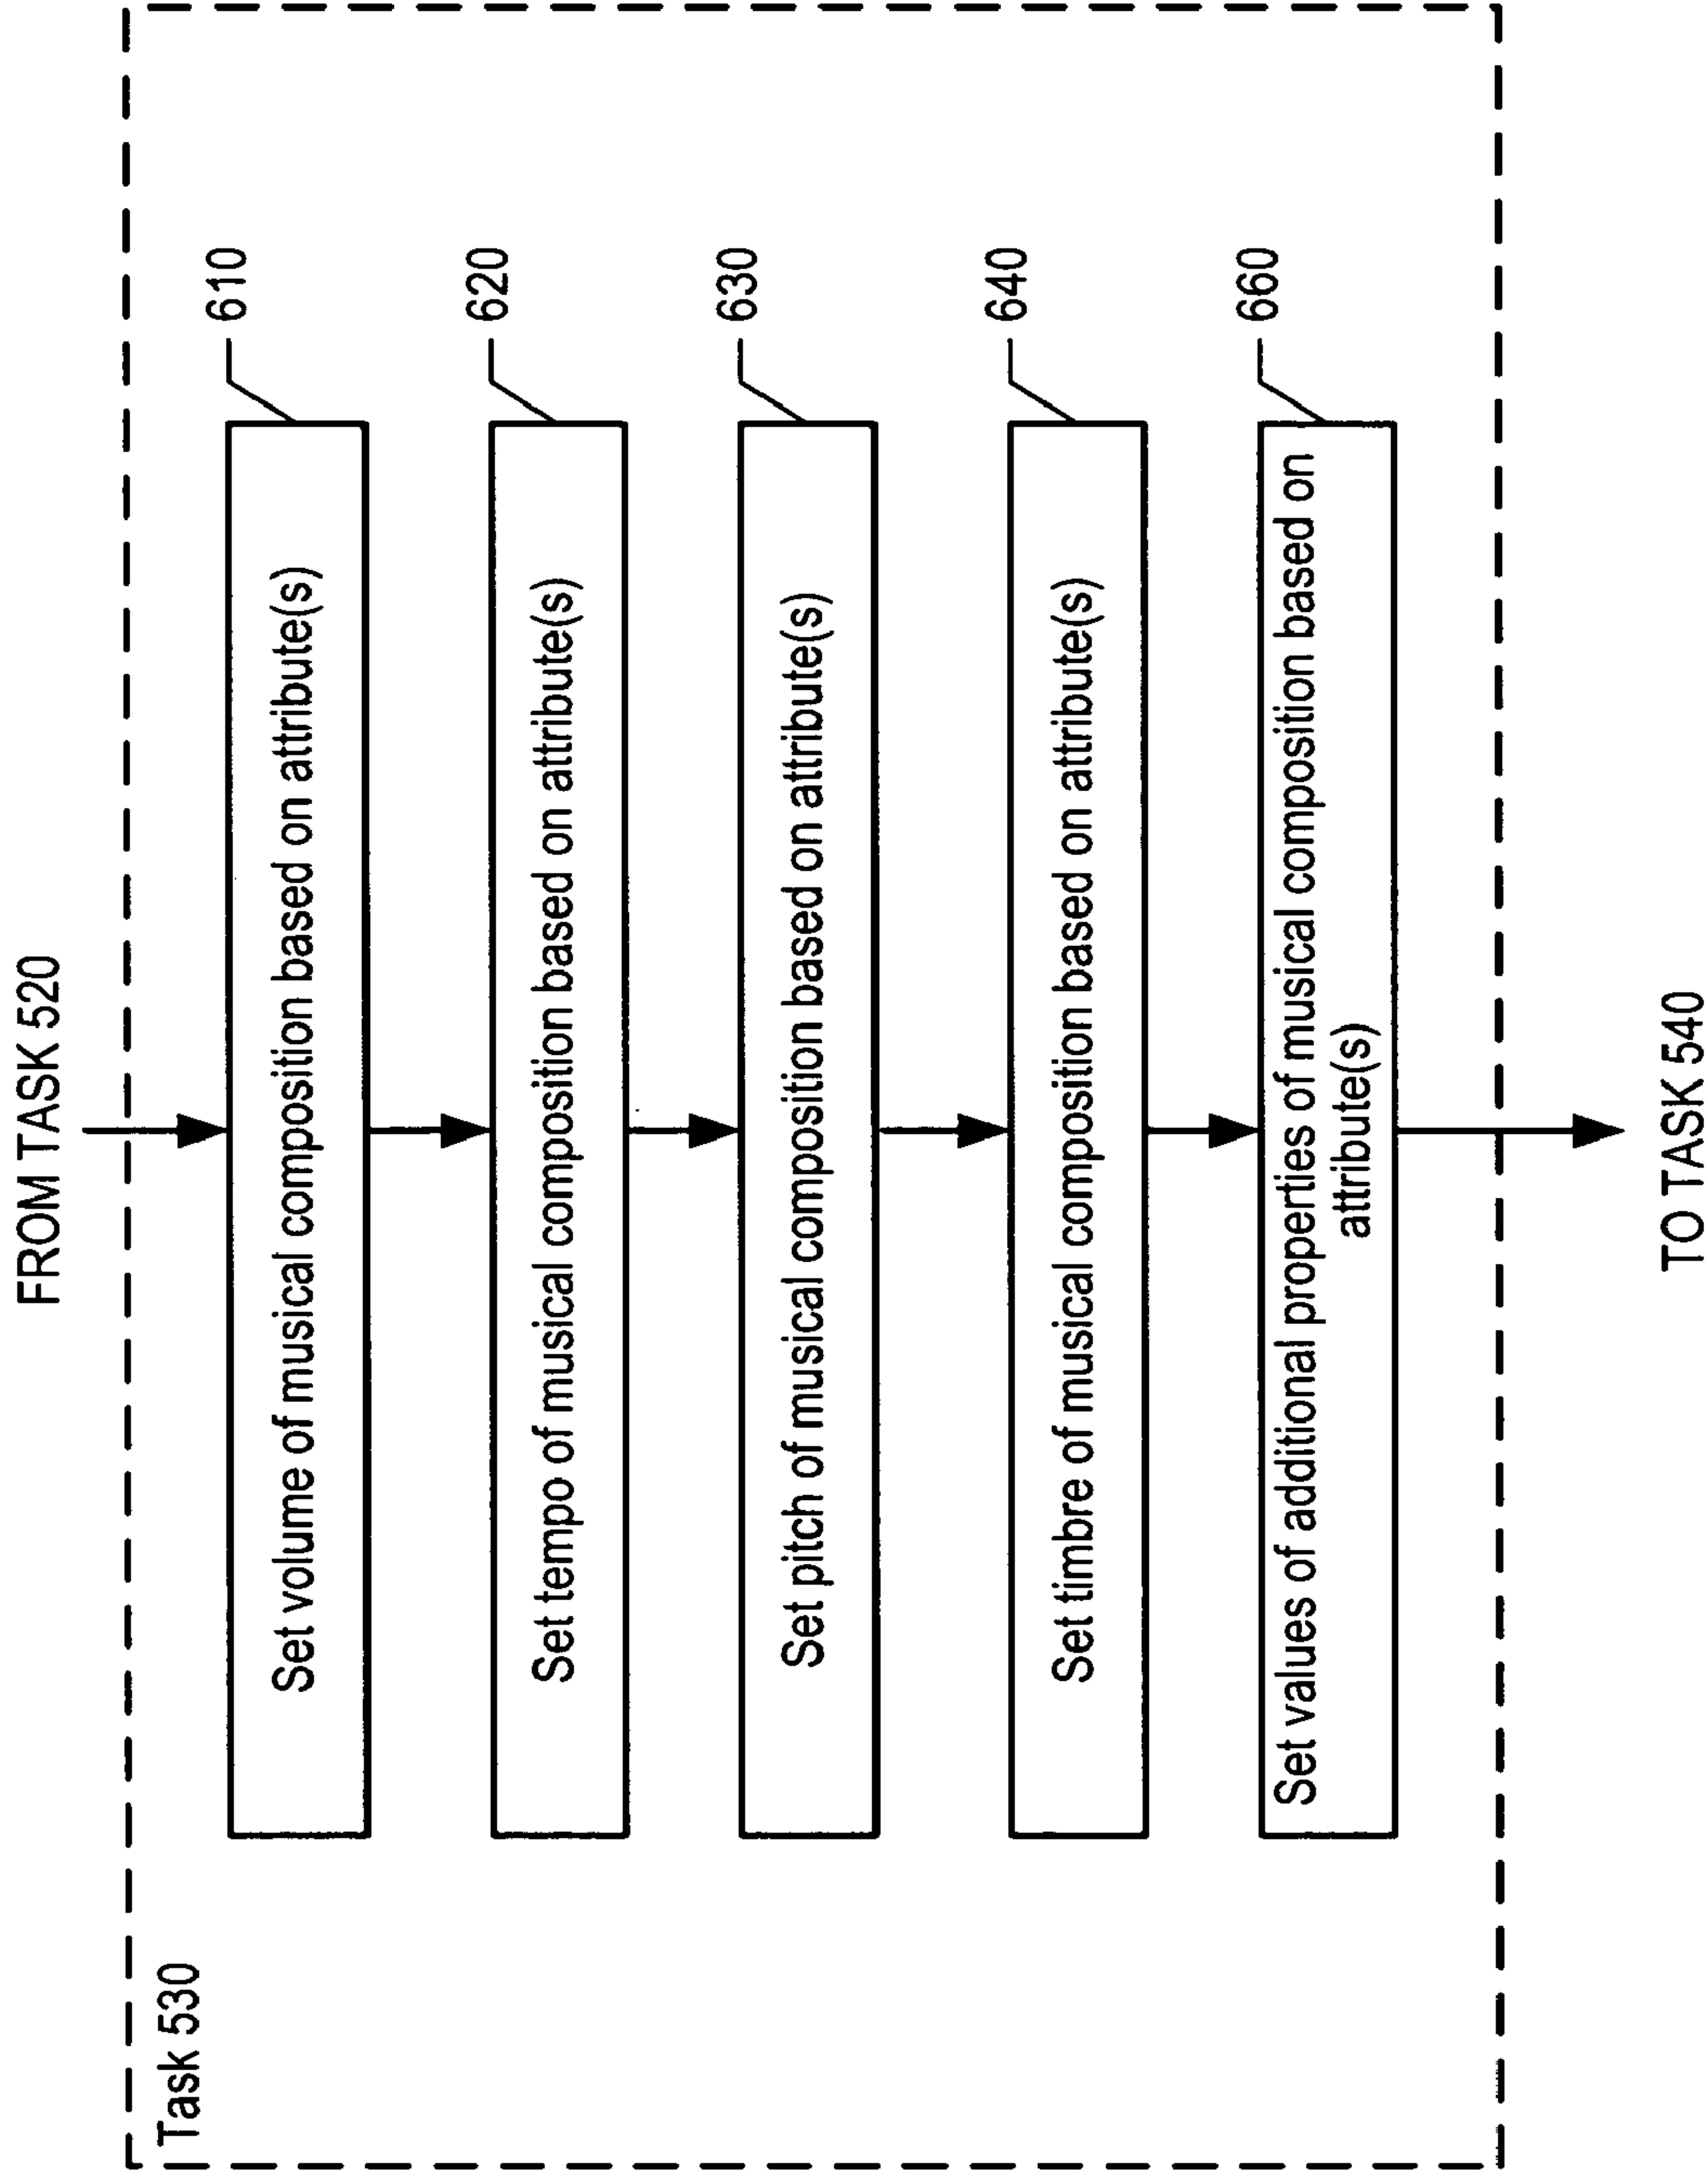 FROM TASK 520
Task 530
610
Set volume of musical composition based on attribute(s)
620
Set tempo of musical composition based on attribute(s)
630
Set pitch of musical composition based on attribute(s)
640
Set timbre of musical composition based on attribute(s)
660
Set values of additional properties of musical composition based on
attribute(s)
TO TASK 540